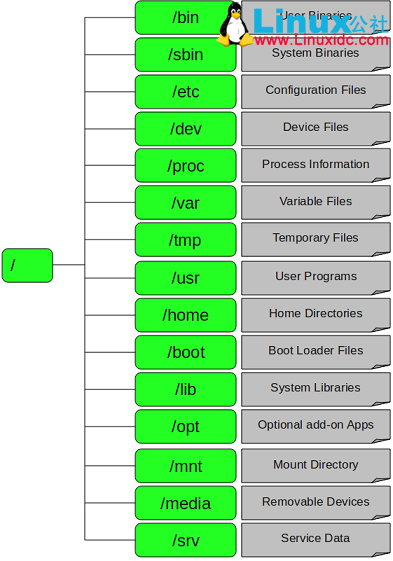 /
/bin
User Binaries
Linux公社
www.Linuxidc.com
/sbin
System Binaries
/etc
Configuration Files
/dev
Device Files
/proc
Process Information
/var
Variable Files
/tmp
Temporary Files
/usr
User Programs
/home
Home Directories
/boot
Boot Loader Files
/lib
System Libraries
/opt
Optional add-on Apps
/mnt
Mount Directory
/media
Removable Devices
/srv
Service Data